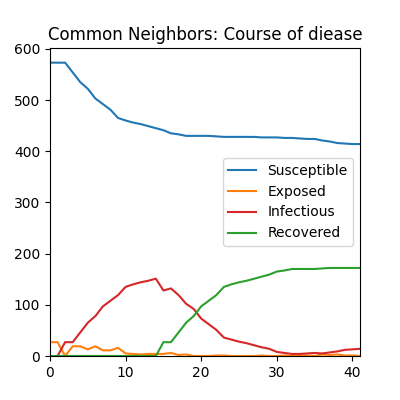 Common Neighbors: Course of diease
600
500
400
300
200
100
0
Susceptible
Exposed
Infectious
Recovered
0 10 20 30 40